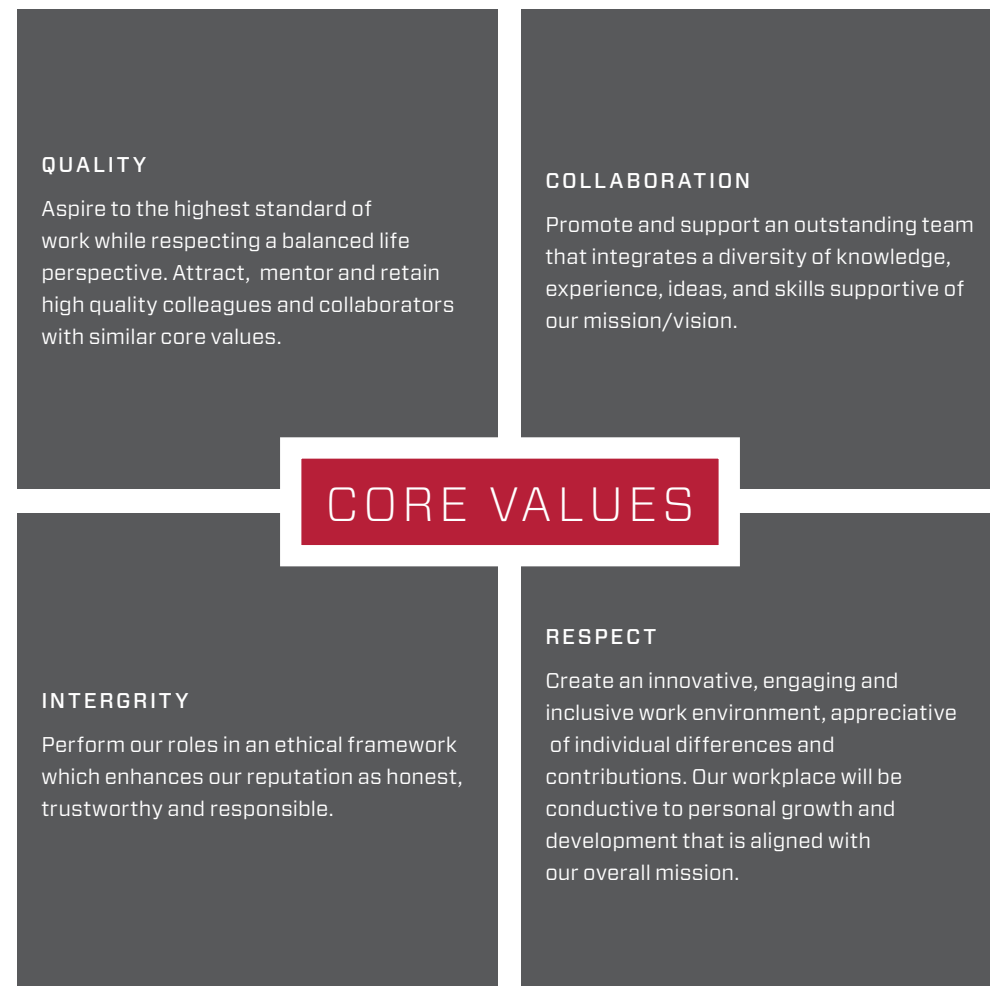 QUALITY
Aspire to the highest standard of
work while respecting a balanced life
perspective. Attract,  mentor and retain
high quality colleagues and collaborators
with similar core values.
COLLABORATION
Promote and support an outstanding team
that integrates a diversity of knowledge,
experience, ideas, and skills supportive of
our mission/vision.
CORE VALUES
INTERGRITY
Perform our roles in an ethical framework
which enhances our reputation as honest,
trustworthy and responsible.
RESPECT
Create an innovative, engaging and
inclusive work environment, appreciative
of individual differences and
contributions. Our workplace will be
conductive to personal growth and
development that is aligned with
our overall mission.